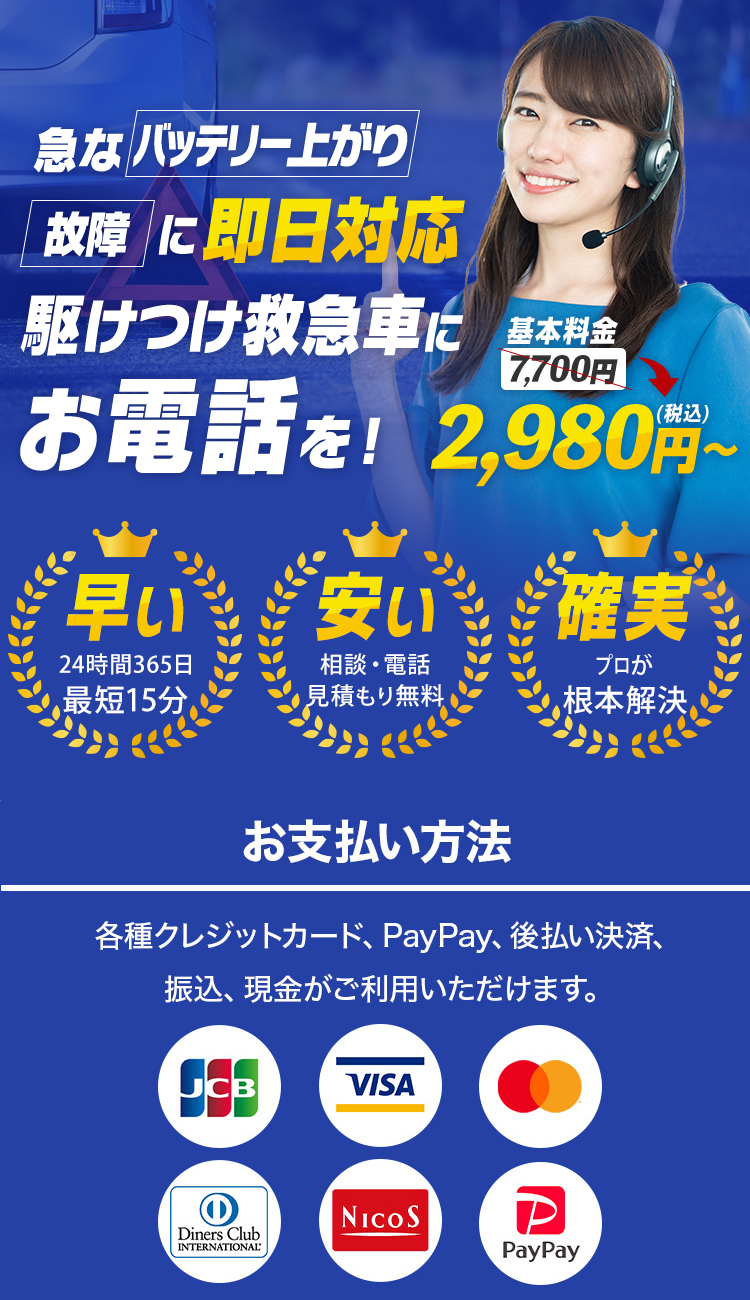 急なバッテリー上がり
故障に即日対応
駆けつけ救急車に
お電話を!
基本料金
7,700円
2,980円〜
(税込)
早い
24時間365日
最短15分
安い
相談・電話
見積もり無料
確実
プロが
根本解決
お支払い方法
各種クレジットカード、PayPay、後払い決済、
振込、現金がご利用いただけます。
JCB
VISA
Diners Club
INTERNATIONAL
NICOS
PayPay